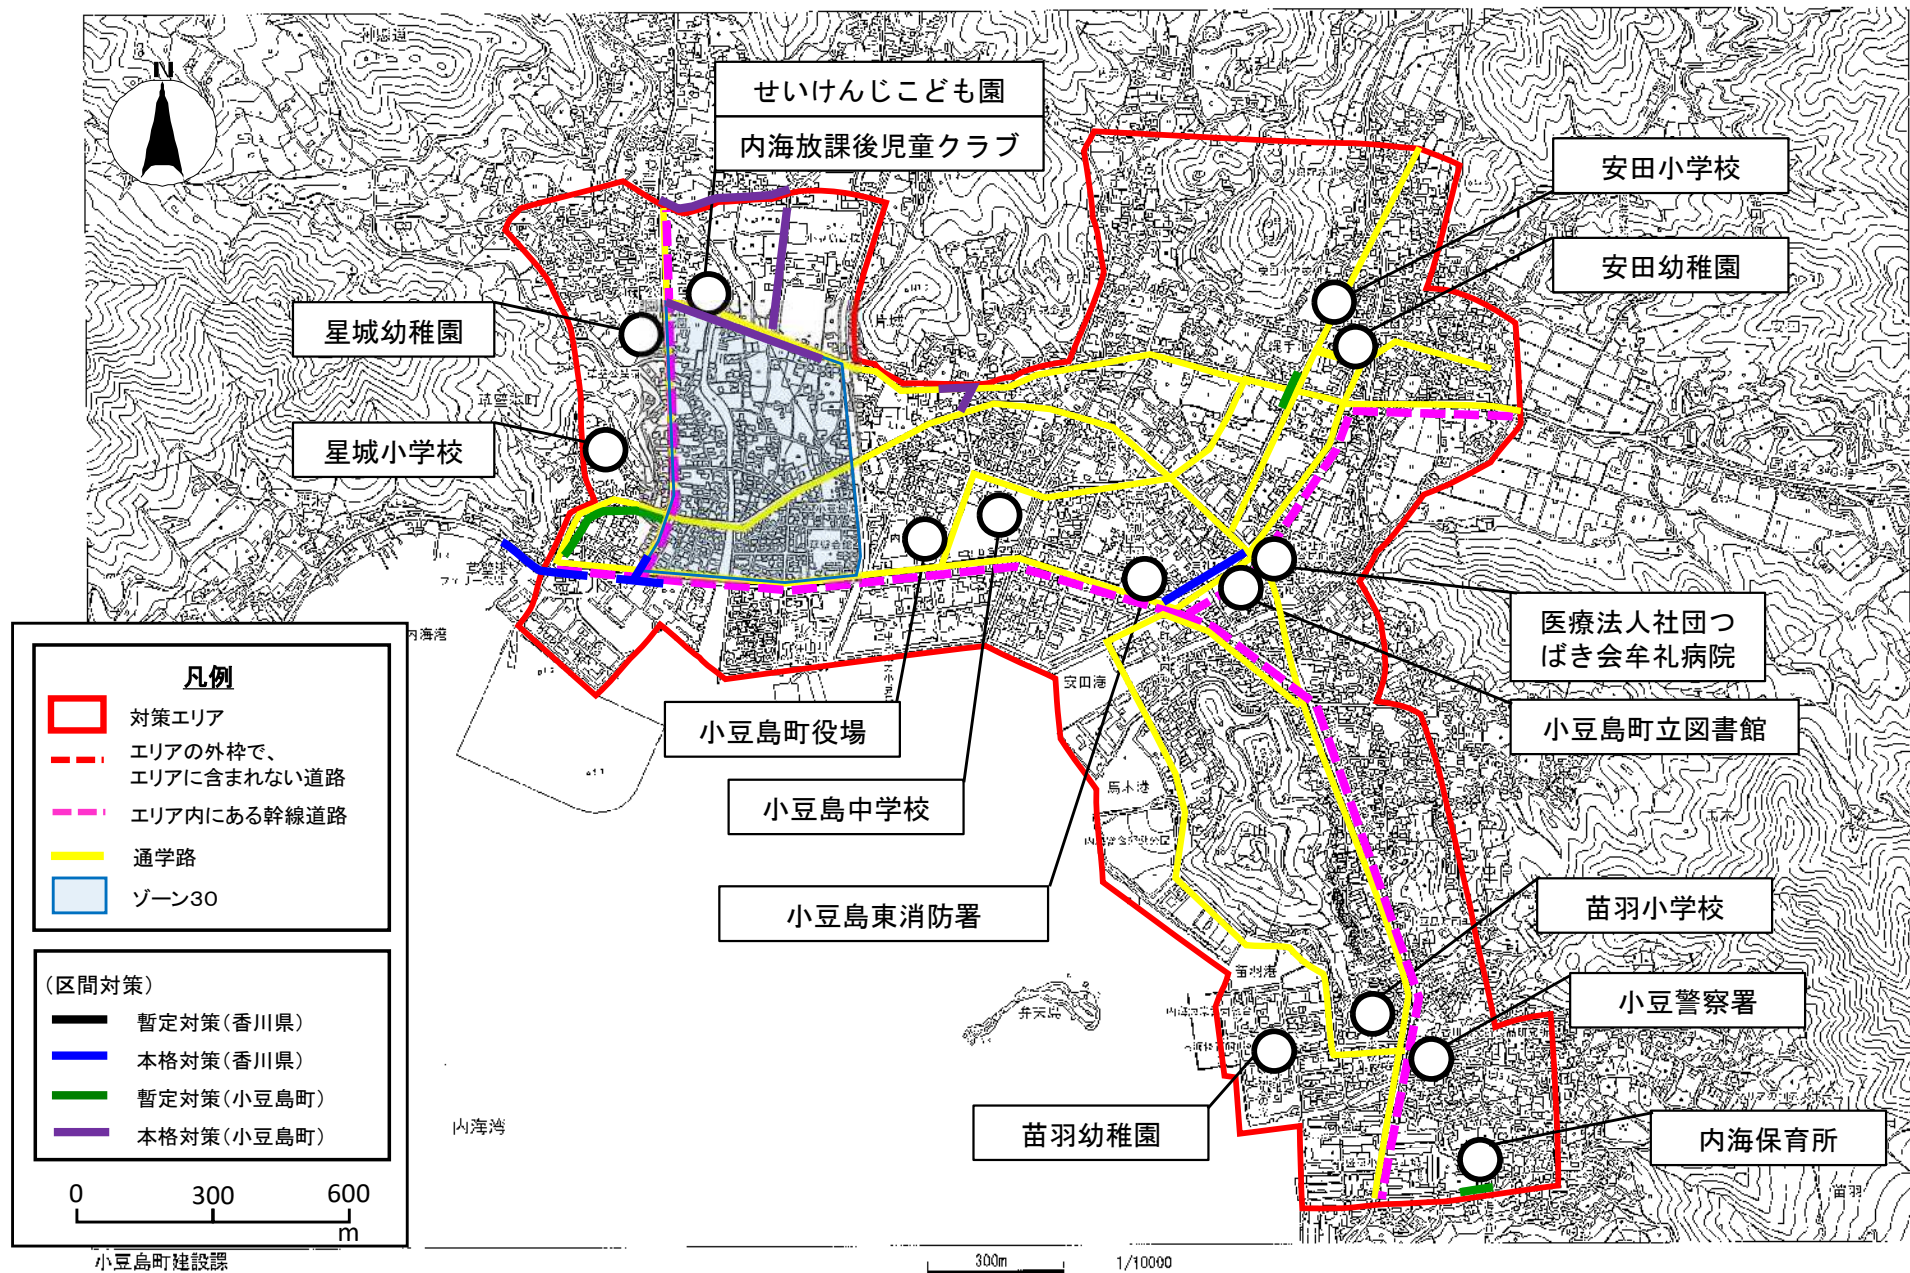 N
せいけんじこども園
内海放課後児童クラブ
安田小学校
安田幼稚園
星城幼稚園
星城小学校
医療法人社団つ
ばき会牟礼病院
小豆島町立図書館
小豆島町役場
小豆島中学校
小豆島東消防署
苗羽小学校
小豆警察署
苗羽幼稚園
内海保育所
内海湾
安田港
馬木港
苗羽港
弁天島
内海湾
苗羽
凡例
対策エリア
エリアの外枠で、
エリアに含まれない道路
エリア内にある幹線道路
通学路
ゾーン30
(区間対策)
暫定対策(香川県)
本格対策(香川県)
暫定対策(小豆島町)
本格対策(小豆島町)
0 300 600
m
小豆島町建設課
300m 1/10000